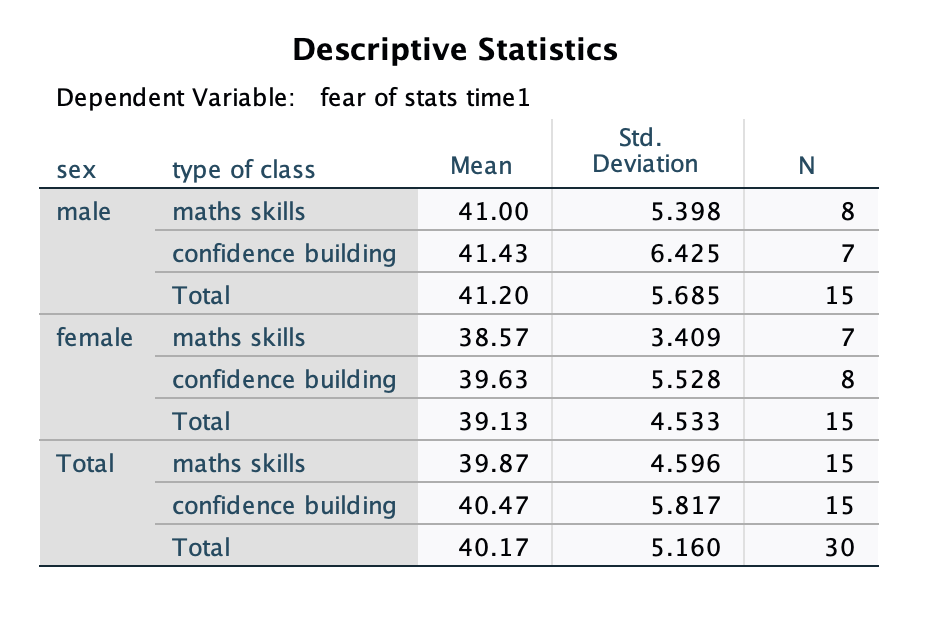 Descriptive Statistics
Dependent Variable: fear of stats time1
sex type of class Mean Std. Deviation N
male maths skills 41.00 5.398 8
confidence building 41.43 6.425 7
Total 41.20 5.685 15
female maths skills 38.57 3.409 7
confidence building 39.63 5.528 8
Total 39.13 4.533 15
Total maths skills 39.87 4.596 15
confidence building 40.47 5.817 15
Total 40.17 5.160 30